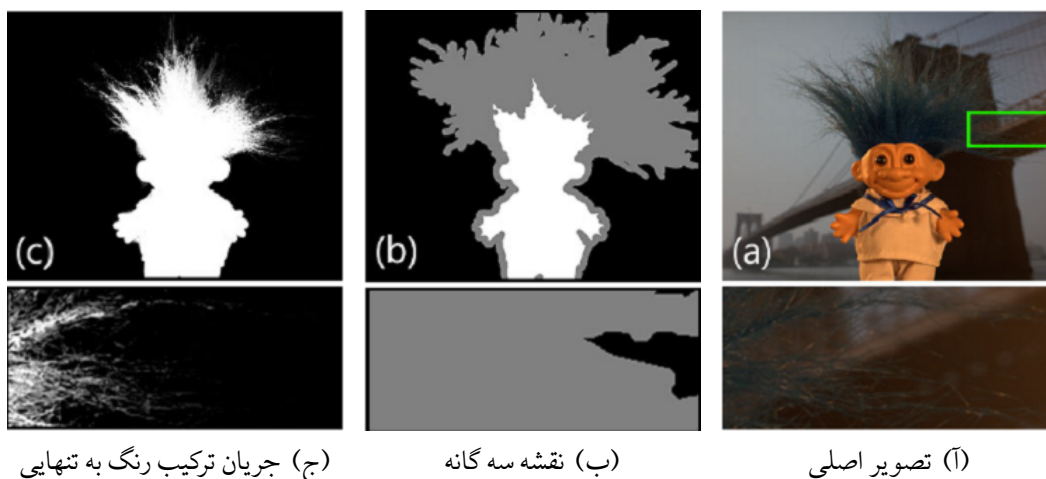 (a)
(b)
(c)
(آ) تصویر اصلی
(ب) نقشه سه گانه
(ج) جریان ترکیب رنگ به تنهایی